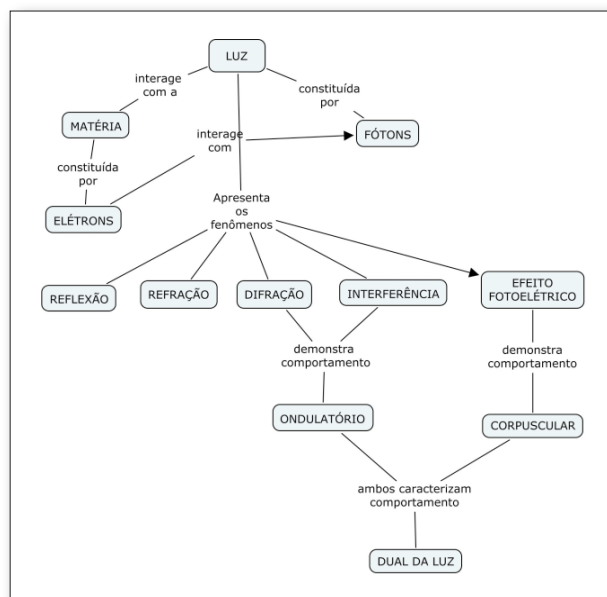 LUZ
interage
com a
constituída
por
MATÉRIA
interage
com
FÓTONS
constituída
por
ELÉTRONS
Apresenta
os
fenômenos
REFLEXÃO
REFRAÇÃO
DIFRAÇÃO
INTERFERÊNCIA
EFEITO
FOTOELÉTRICO
demonstra
comportamento
demonstra
comportamento
ONDULATÓRIO
CORPUSCULAR
ambos caracterizam
comportamento
DUAL DA LUZ